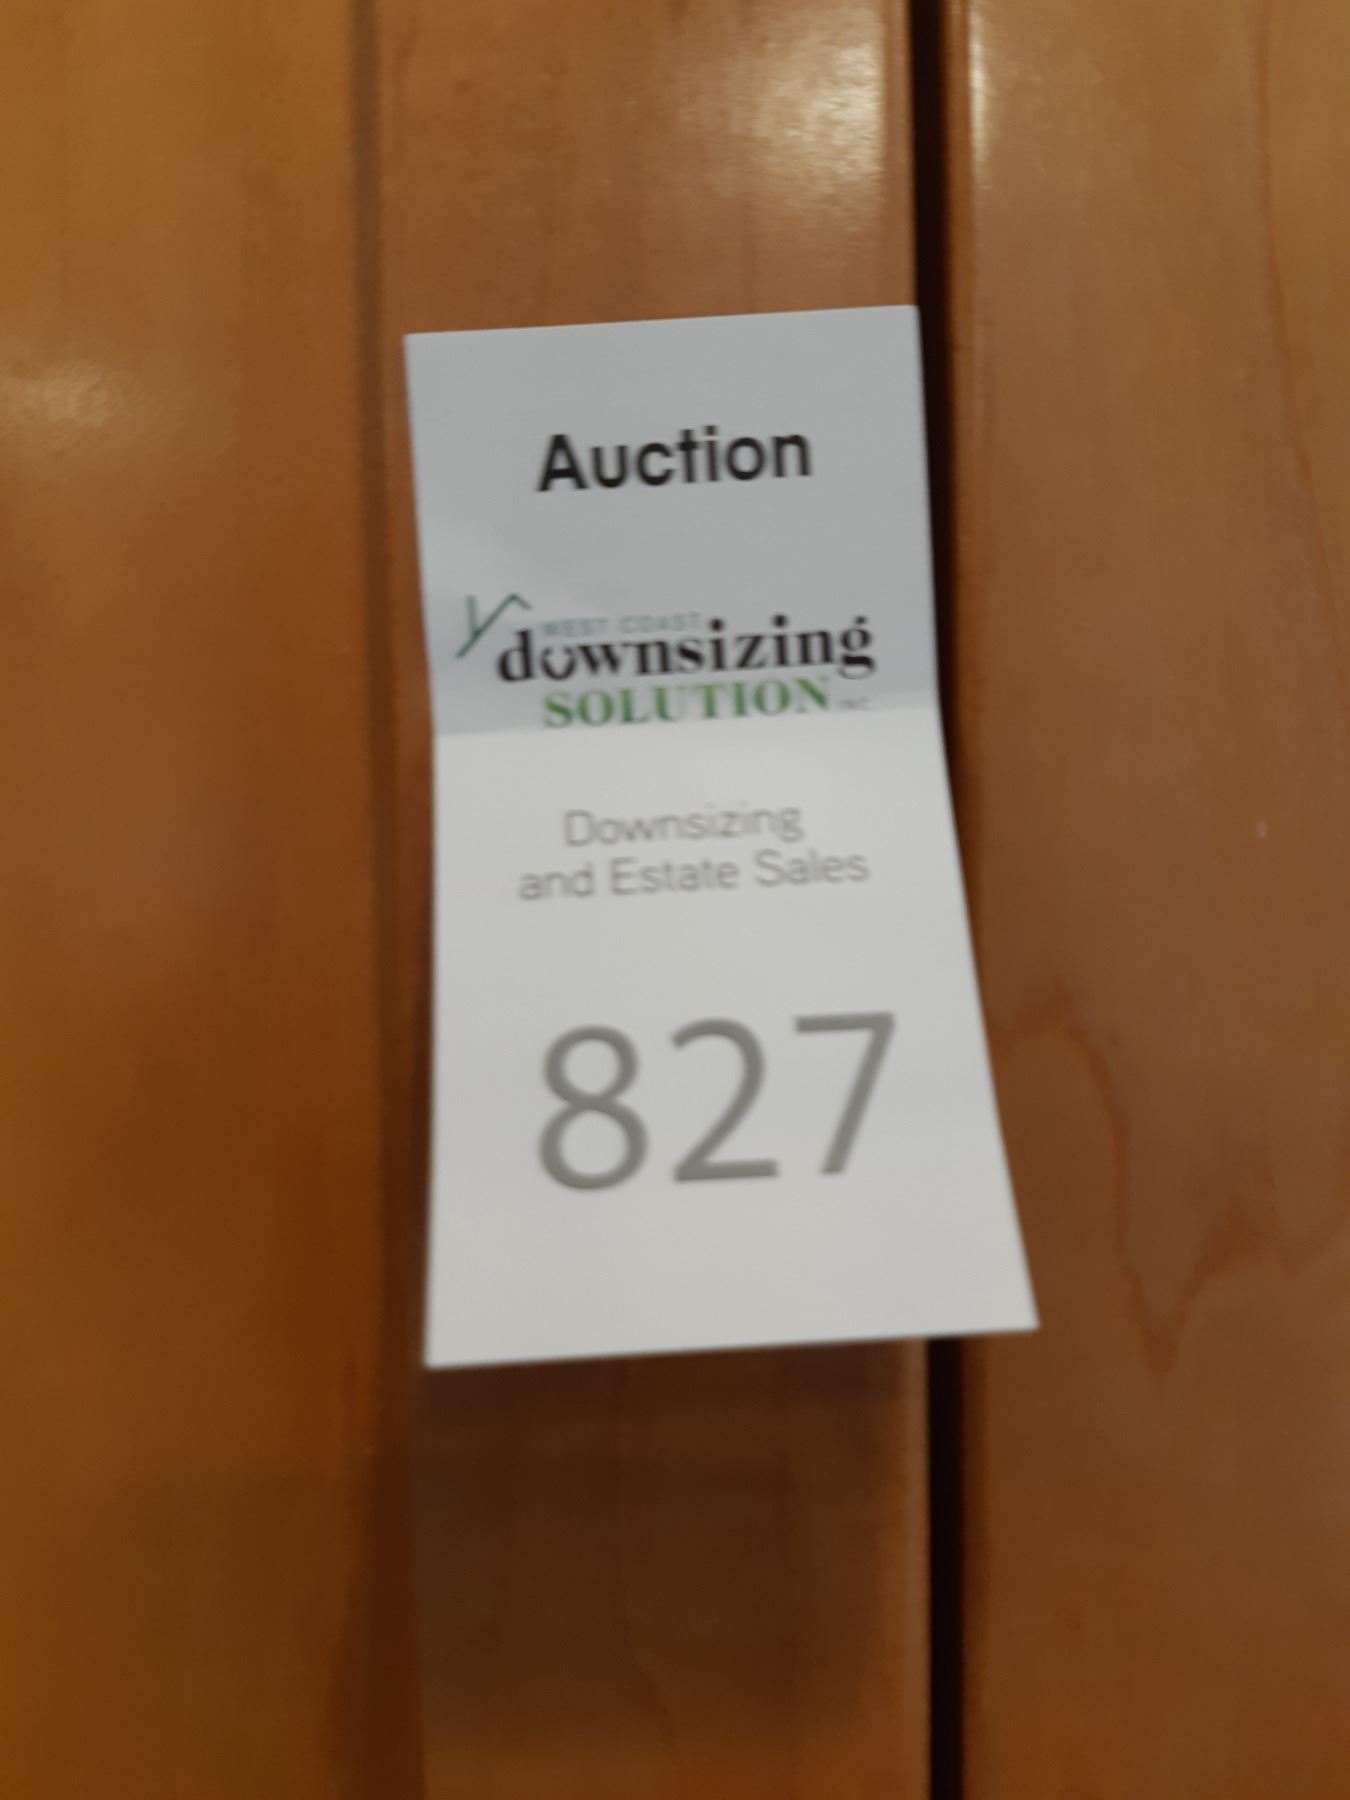 Auction
WEST COAST
downsizing
SOLUTION INC.
Downsizing
and Estate Sales
827